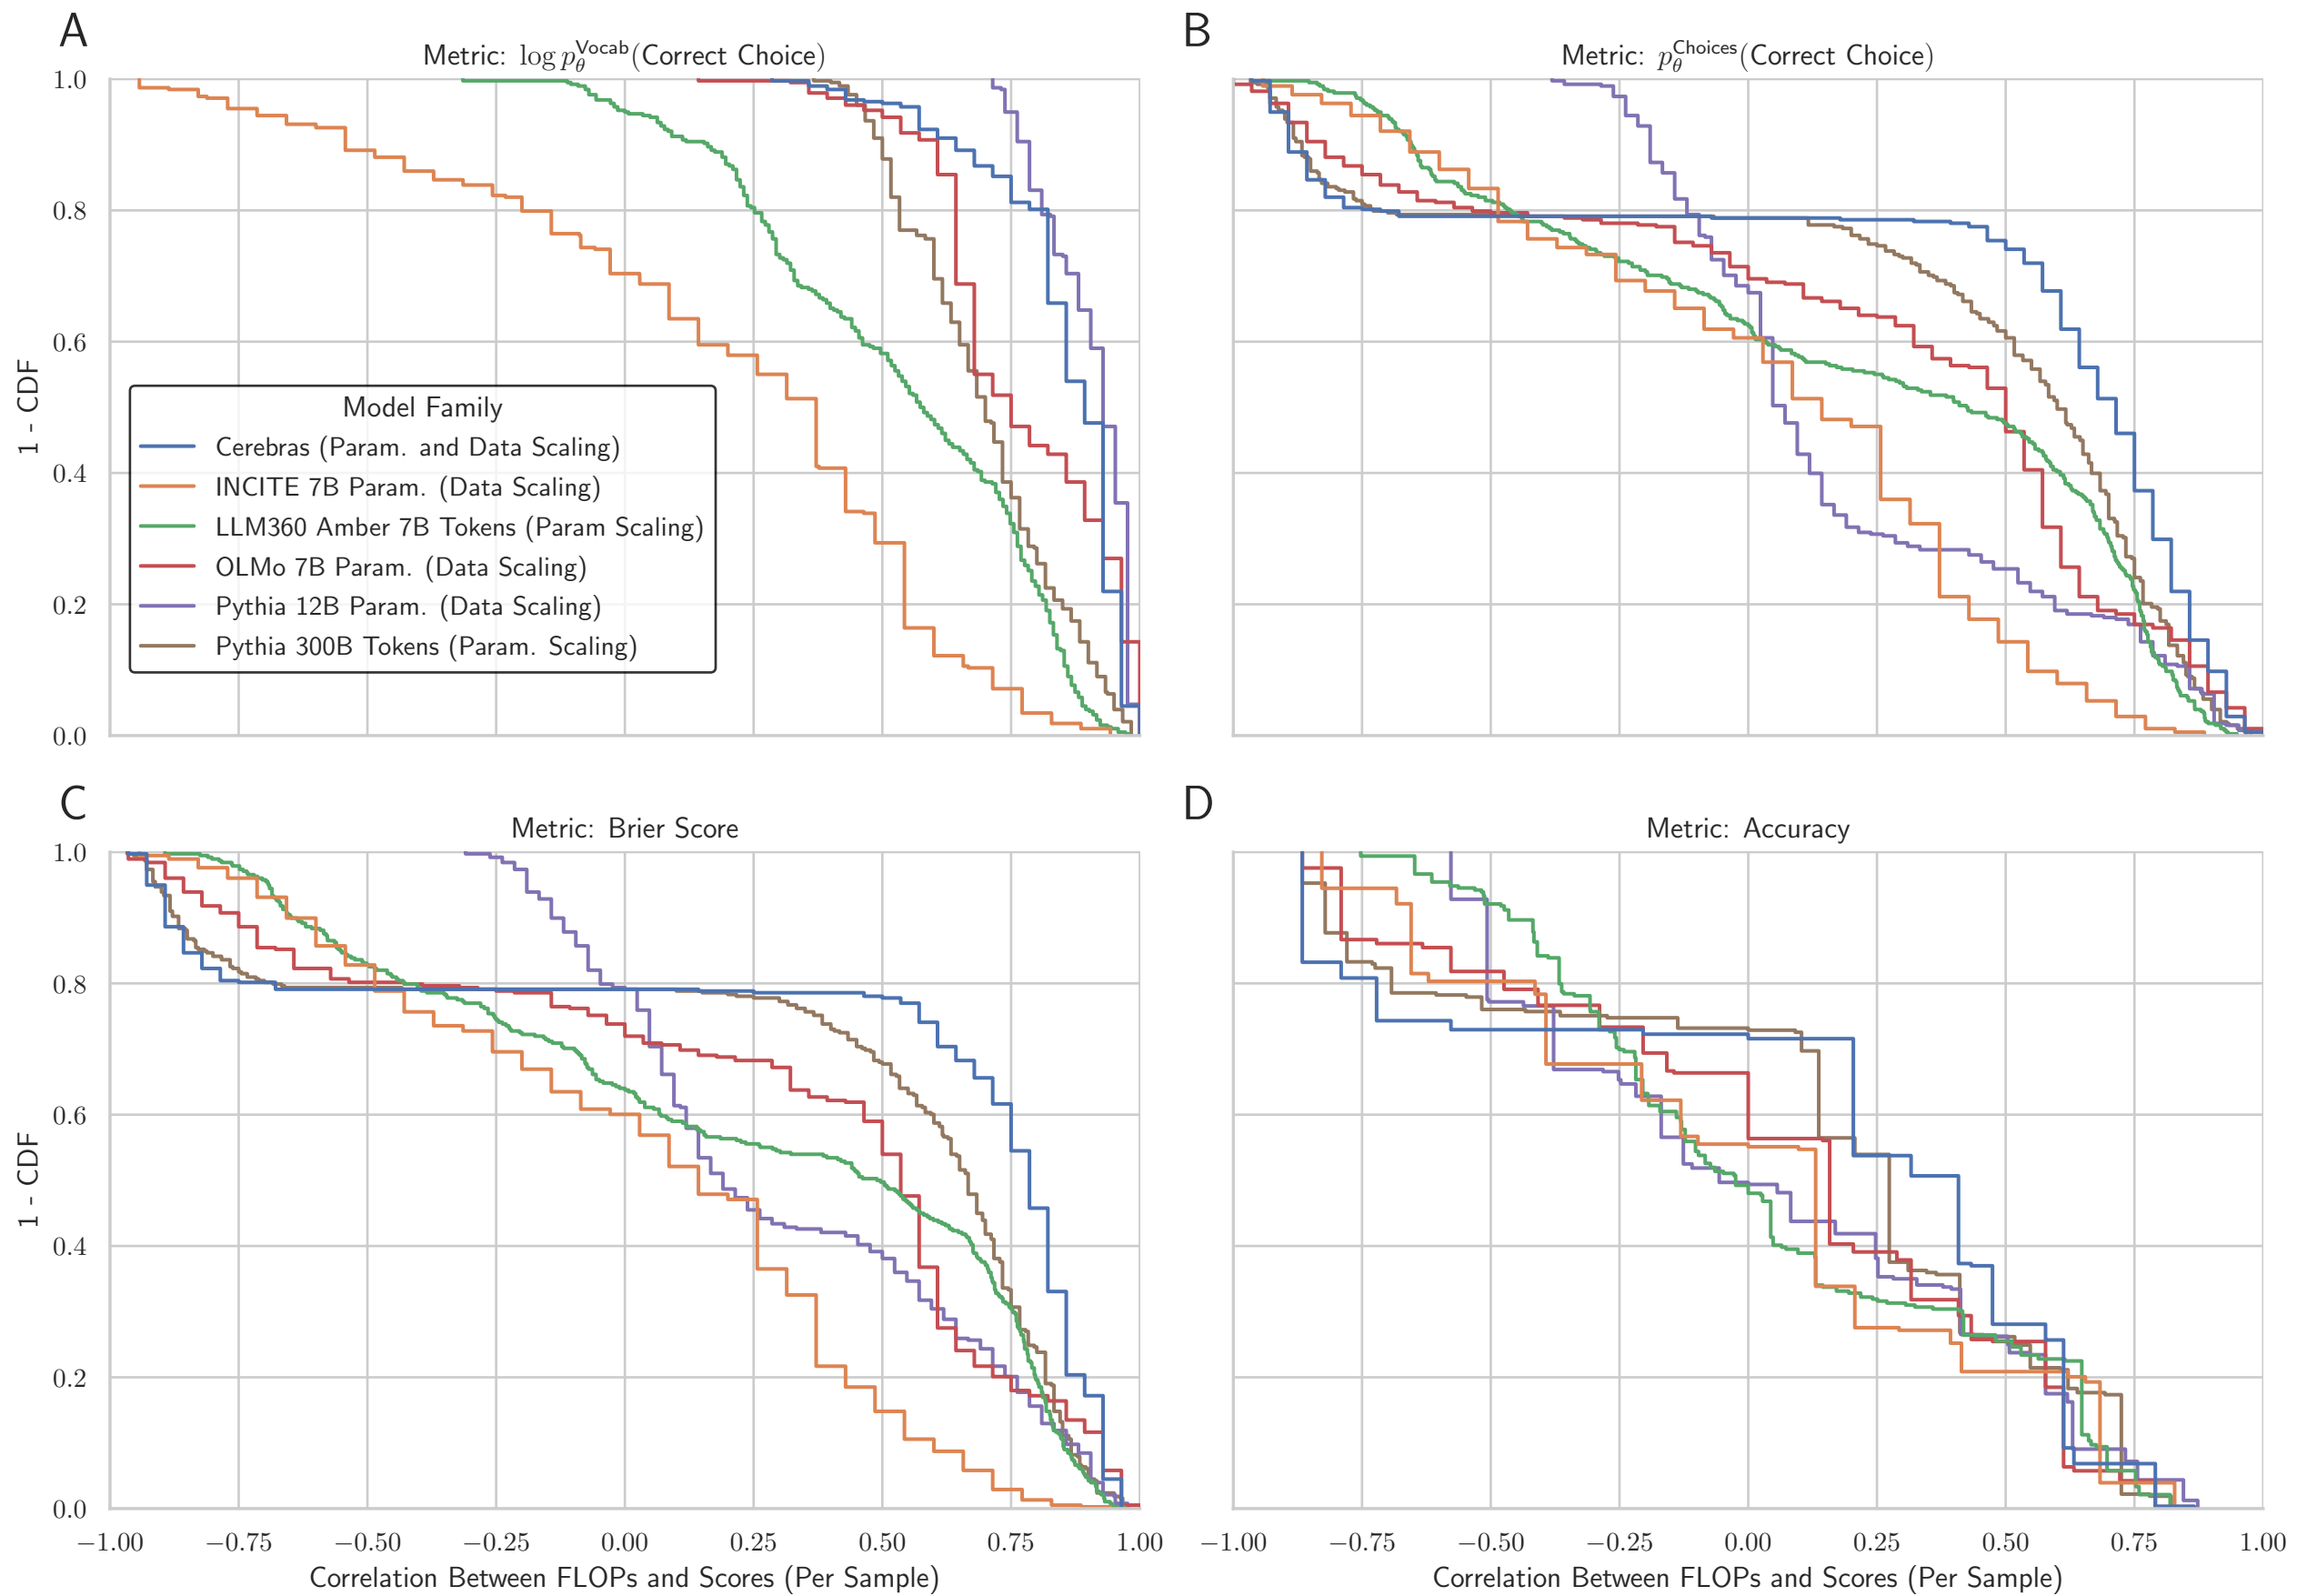 A
Metric: log p_θ^Vocab(Correct Choice)
1.0
0.8
0.6
0.4
0.2
0.0
1 - CDF
Model Family
Cerebras (Param. and Data Scaling)
INCITE 7B Param. (Data Scaling)
LLM360 Amber 7B Tokens (Param Scaling)
OLMo 7B Param. (Data Scaling)
Pythia 12B Param. (Data Scaling)
Pythia 300B Tokens (Param. Scaling)
B
Metric: p_θ^Choices(Correct Choice)
C
Metric: Brier Score
1.0
0.8
0.6
0.4
0.2
0.0
1 - CDF
−1.00 −0.75 −0.50 −0.25 0.00 0.25 0.50 0.75 1.00
Correlation Between FLOPs and Scores (Per Sample)
D
Metric: Accuracy
−1.00 −0.75 −0.50 −0.25 0.00 0.25 0.50 0.75 1.00
Correlation Between FLOPs and Scores (Per Sample)